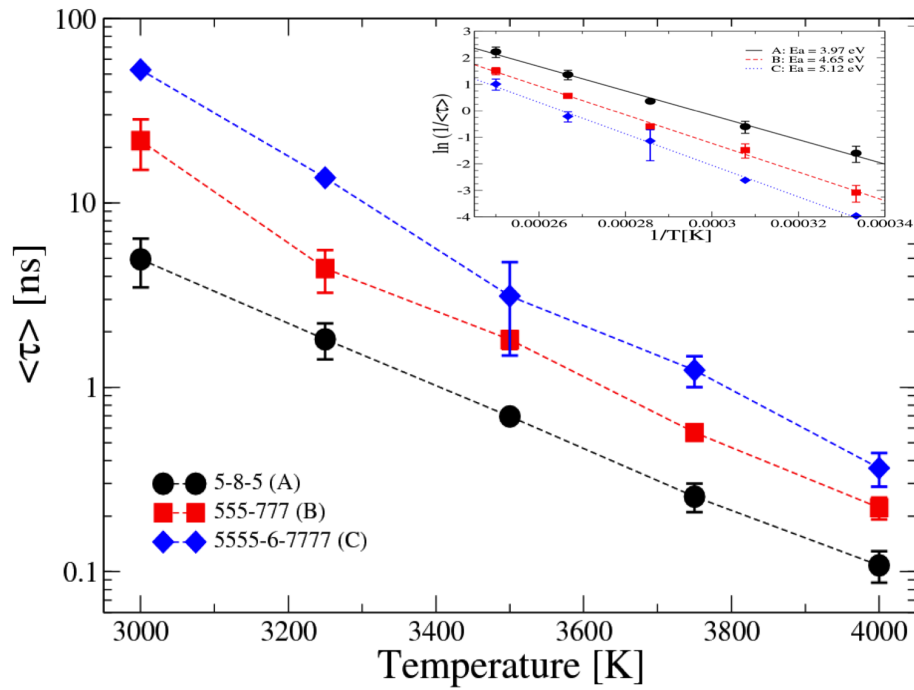 100
10
1
0.1
<τ> [ns]
3000
3200
3400
3600
3800
4000
Temperature [K]
5-8-5 (A)
555-777 (B)
5555-6-7777 (C)
3
2
1
0
-1
-2
-3
-4
ln (1/<τ>)
A: Ea = 3.97 eV
B: Ea = 4.65 eV
C: Ea = 5.12 eV
0.00026
0.00028
0.0003
0.00032
0.00034
1/T[K]